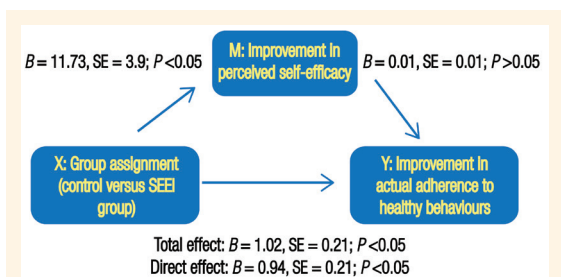 B = 11.73, SE = 3.9; P <0.05
M: Improvement in
perceived self-efficacy
B = 0.01, SE = 0.01; P >0.05
X: Group assignment
(control versus SEEI
group)
Y: Improvement in
actual adherence to
healthy behaviours
Total effect: B = 1.02, SE = 0.21; P <0.05
Direct effect: B = 0.94, SE = 0.21; P <0.05